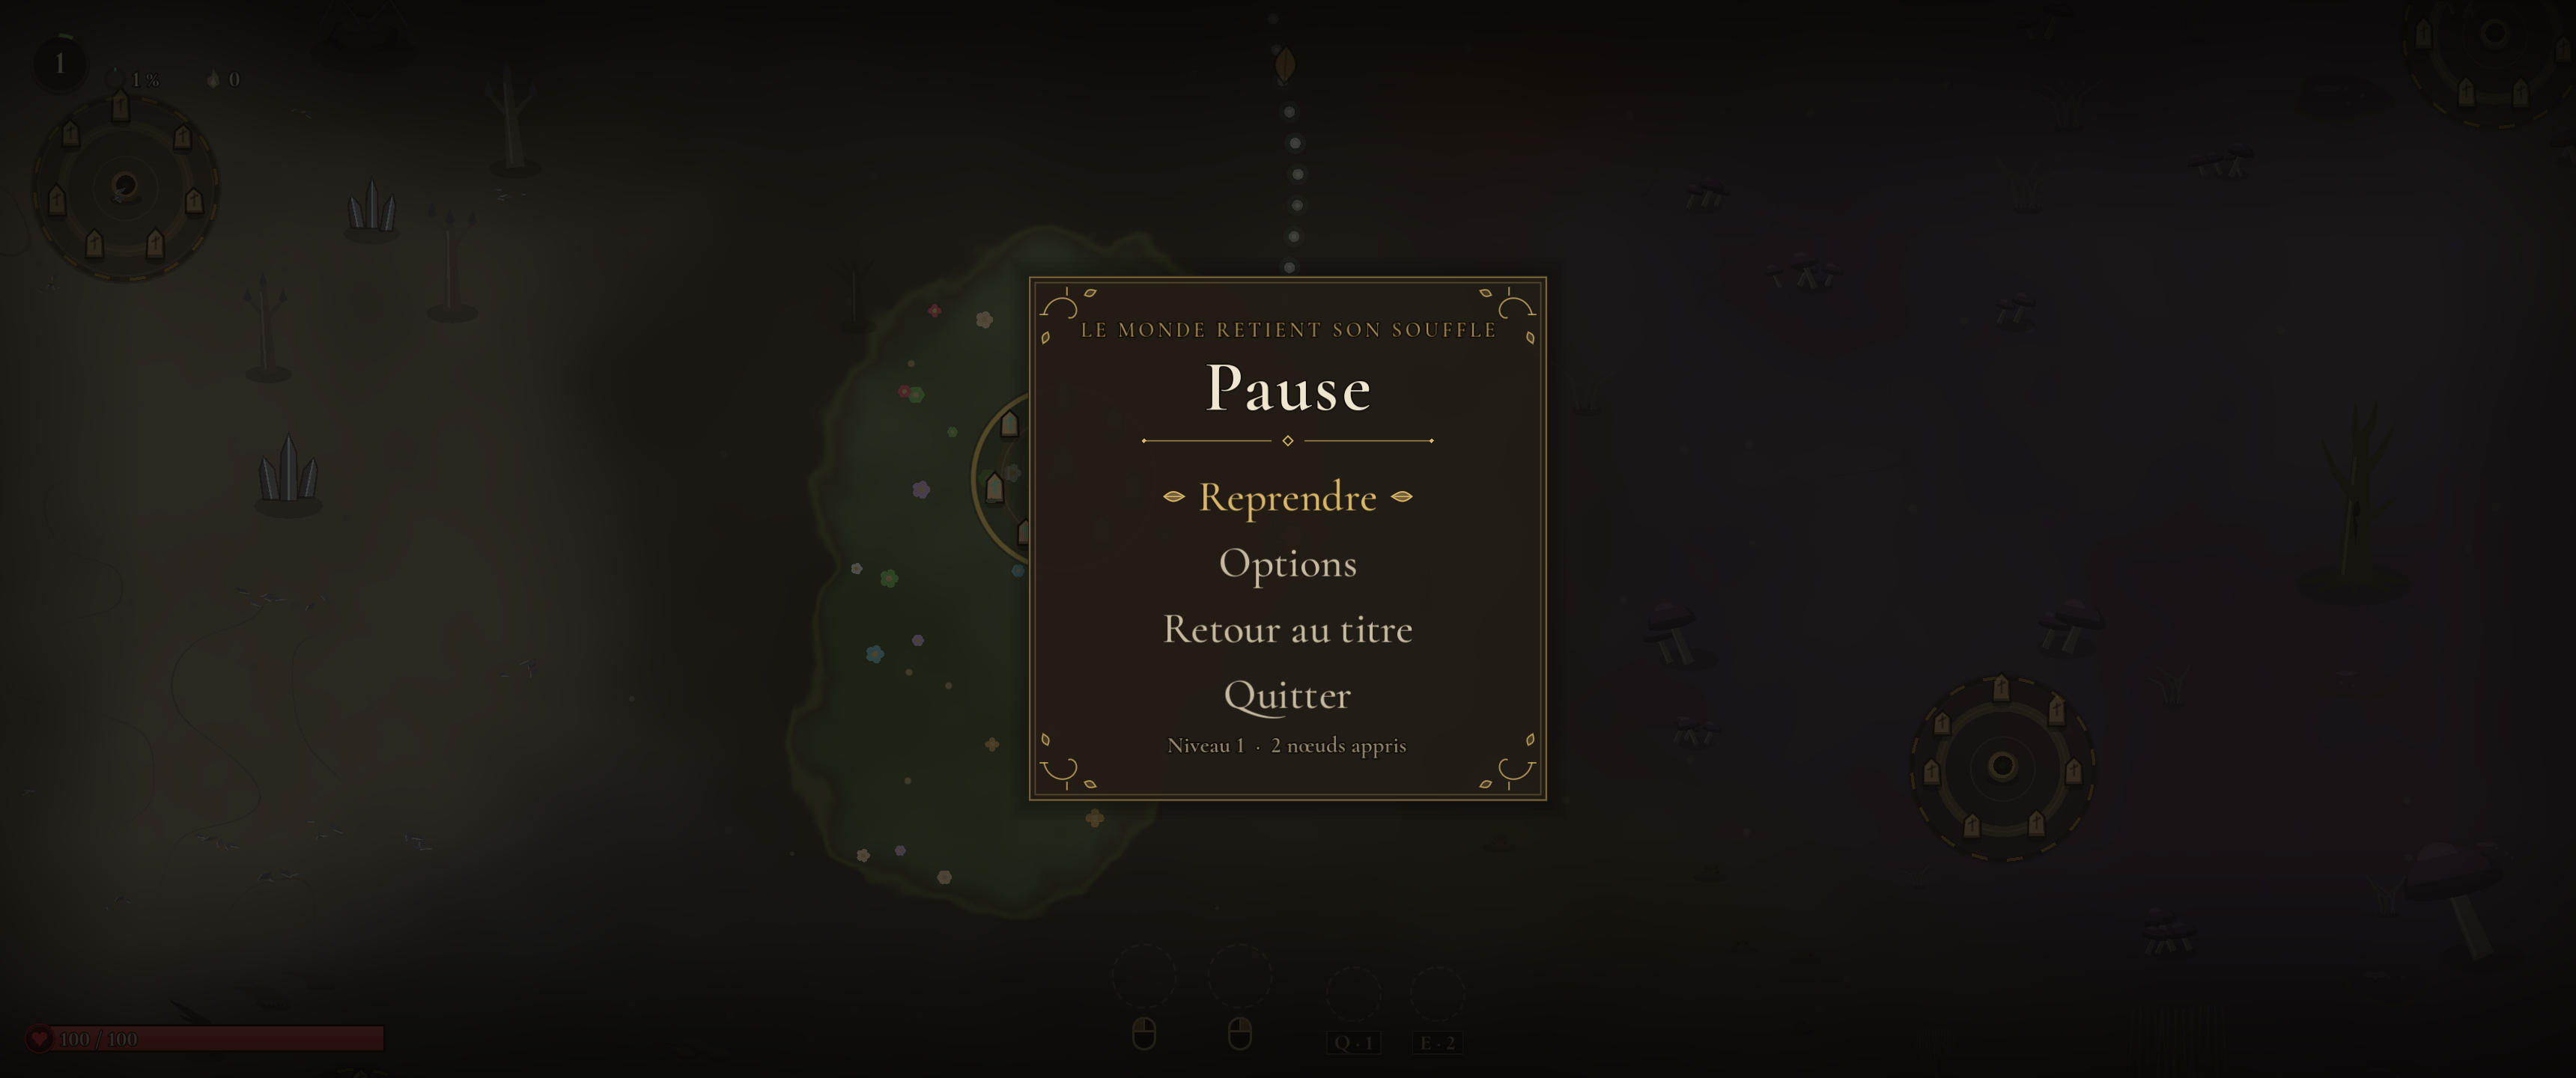 1
1 %
0
LE MONDE RETIENT SON SOUFFLE
Pause
Reprendre
Options
Retour au titre
Quitter
Niveau 1 · 2 nœuds appris
100 / 100
Q · 1
E · 2